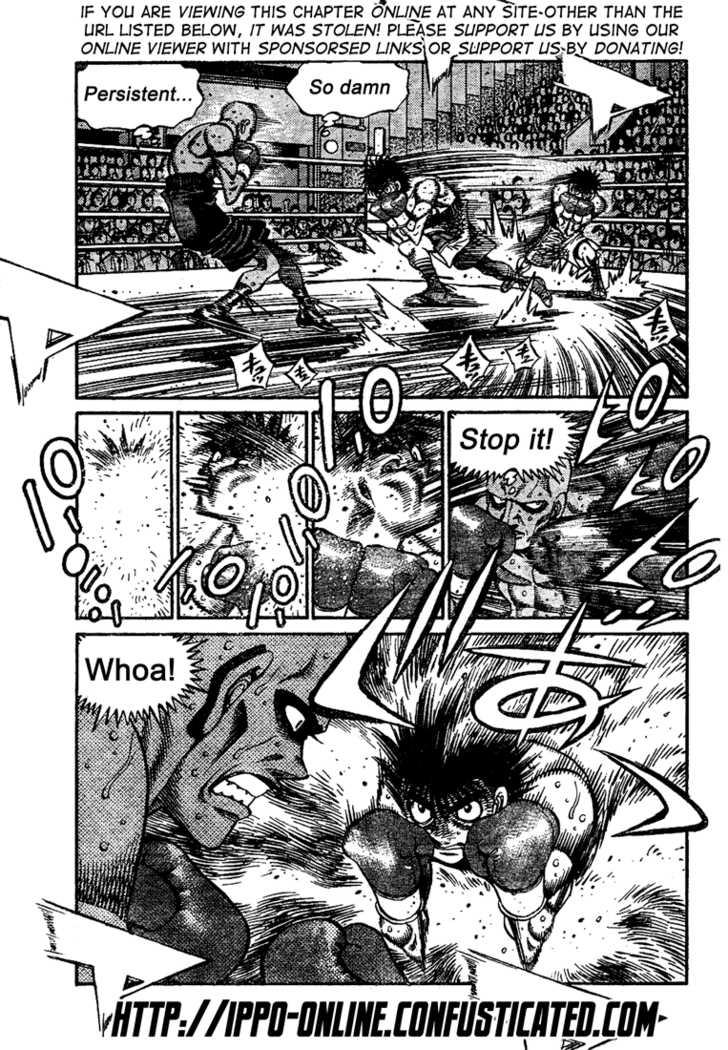 IF YOU ARE VIEWING THIS CHAPTER ONLINE AT ANY SITE-OTHER THAN THE
URL LISTED BELOW, IT WAS STOLEN! PLEASE SUPPORT US BY USING OUR
ONLINE VIEWER WITH SPONSORSED LINKS OR SUPPORT US BY DONATING!
Persistent...
So damn
Stop it!
Whoa!
HTTP://IPPO-ONLINE.CONFUSTICATED.COM